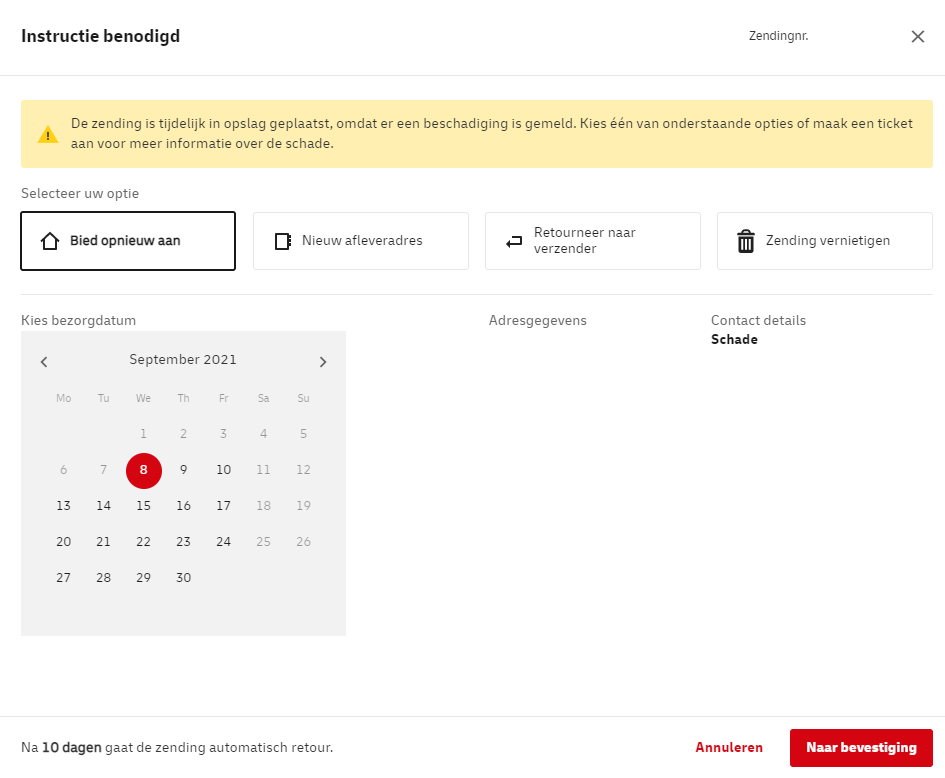 Instructie benodigd
Zendingnr.
De zending is tijdelijk in opslag geplaatst, omdat er een beschadiging is gemeld. Kies één van onderstaande opties of maak een ticket
aan voor meer informatie over de schade.
Selecteer uw optie
Bied opnieuw aan
Nieuw afleveradres
Retourneer naar
verzender
Zending vernietigen
Kies bezorgdatum
September 2021
Mo Tu We Th Fr Sa Su
1 2 3 4 5
6 7 8 9 10 11 12
13 14 15 16 17 18 19
20 21 22 23 24 25 26
27 28 29 30
Adresgegevens
Contact details
Schade
Na 10 dagen gaat de zending automatisch retour.
Annuleren
Naar bevestiging